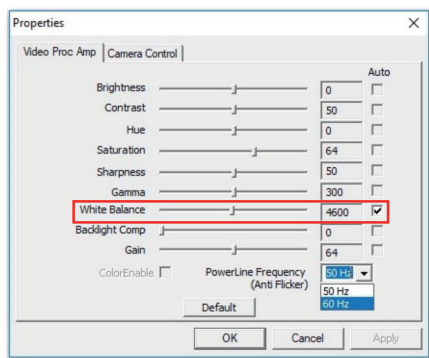 Properties
Video Proc Amp Camera Control
Auto
Brightness 0
Contrast 50
Hue 0
Saturation 64
Sharpness 50
Gamma 300
White Balance 4600
Backlight Comp 0
Gain 64
ColorEnable PowerLine Frequency 50 Hz
(Anti Flicker)
50 Hz
60 Hz
Default
OK Cancel Apply